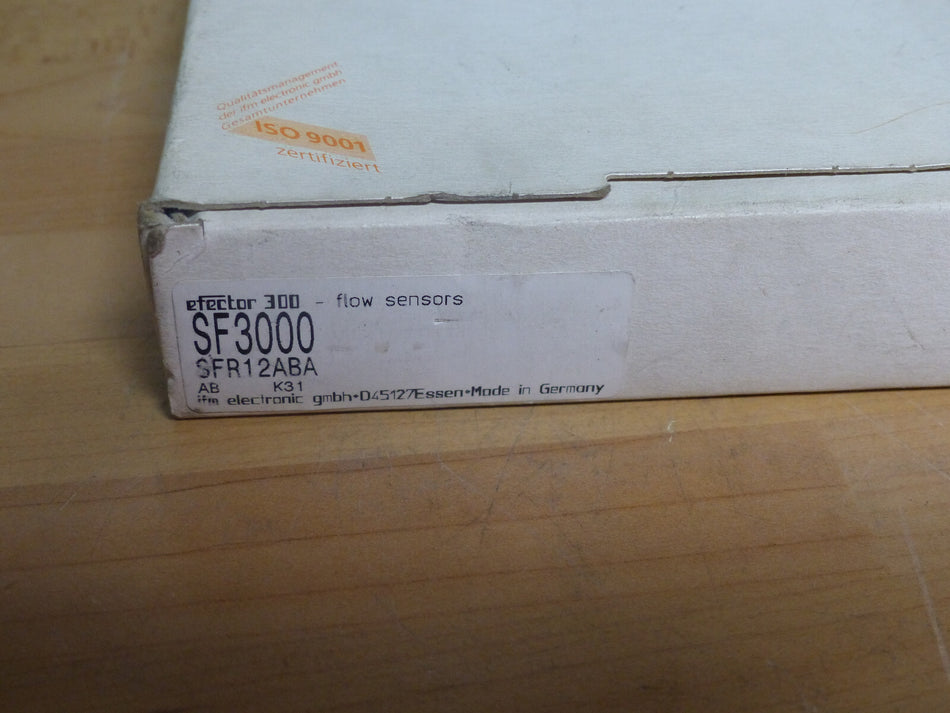 Qualitätsmanagement
der ifm electronic gmbh
Gesamtunternehmen
ISO 9001
zertifiziert
efector 300 - flow sensors
SF3000
SFR12ABA
AB K31
ifm electronic gmbh•D45127Essen•Made in Germany